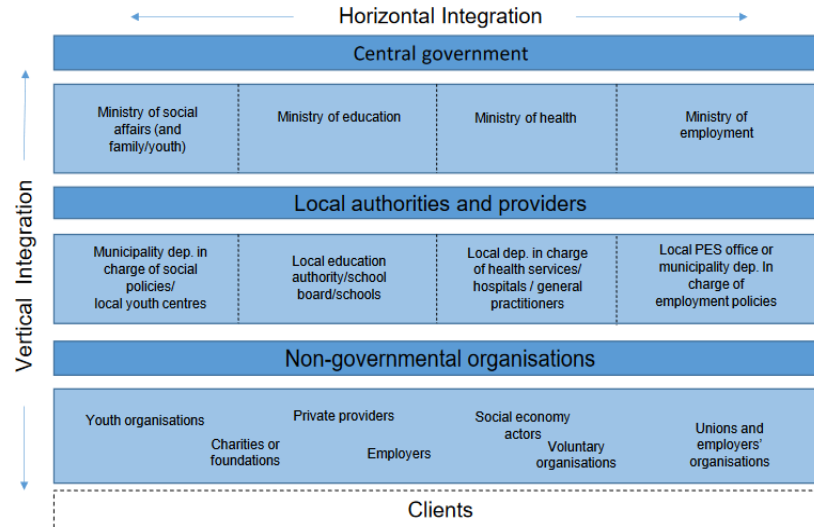 Horizontal Integration
Central government
Vertical Integration
Ministry of social
affairs (and
family/youth)
Ministry of education
Ministry of health
Ministry of
employment
Local authorities and providers
Municipality dep. in
charge of social
policies/
local youth centres
Local education
authority/school
board/schools
Local dep. in charge
of health services/
hospitals / general
practitioners
Local PES office or
municipality dep. In
charge of
employment policies
Non-governmental organisations
Youth organisations
Charities or
foundations
Private providers
Employers
Social economy
actors
Voluntary
organisations
Unions and
employers'
organisations
Clients